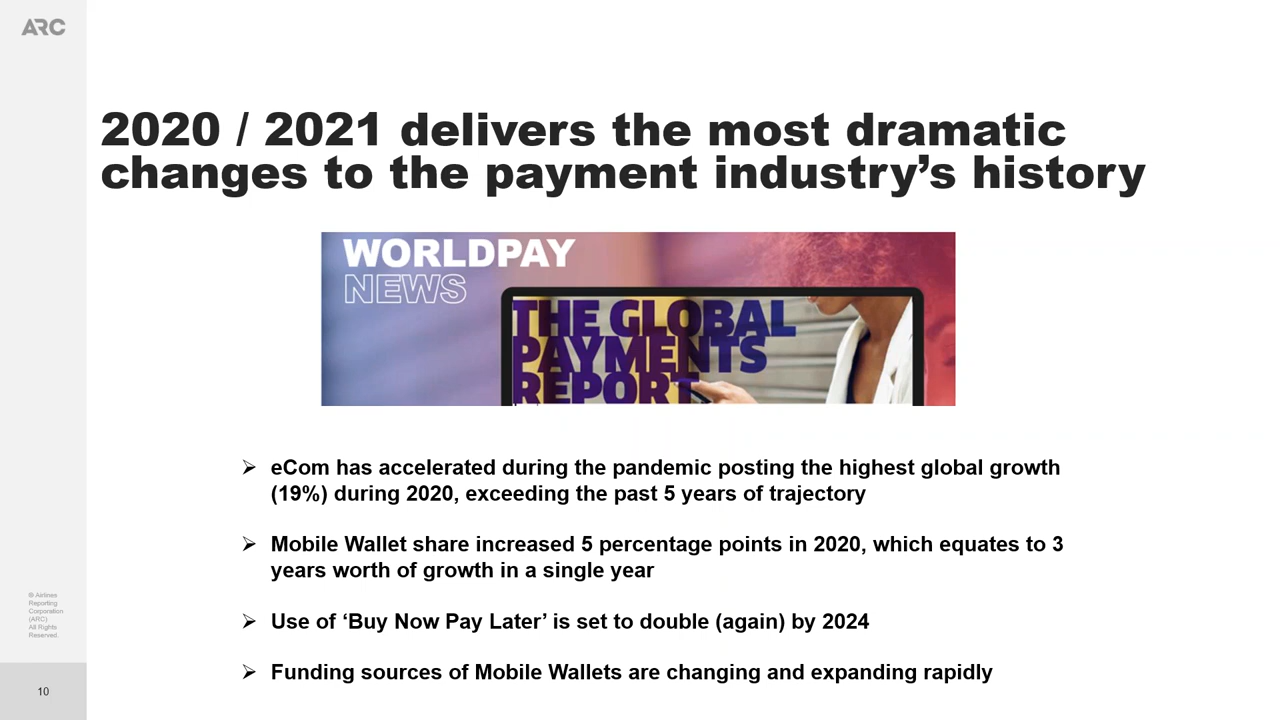 ARC
2020 / 2021 delivers the most dramatic
changes to the payment industry’s history
WORLDPAY
NEWS
THE GLOBAL
PAYMENTS
REPORT
➢ eCom has accelerated during the pandemic posting the highest global growth
(19%) during 2020, exceeding the past 5 years of trajectory
➢ Mobile Wallet share increased 5 percentage points in 2020, which equates to 3
years worth of growth in a single year
➢ Use of ‘Buy Now Pay Later’ is set to double (again) by 2024
➢ Funding sources of Mobile Wallets are changing and expanding rapidly
© Airlines
Reporting
Corporation
(ARC)
All Rights
Reserved.
10